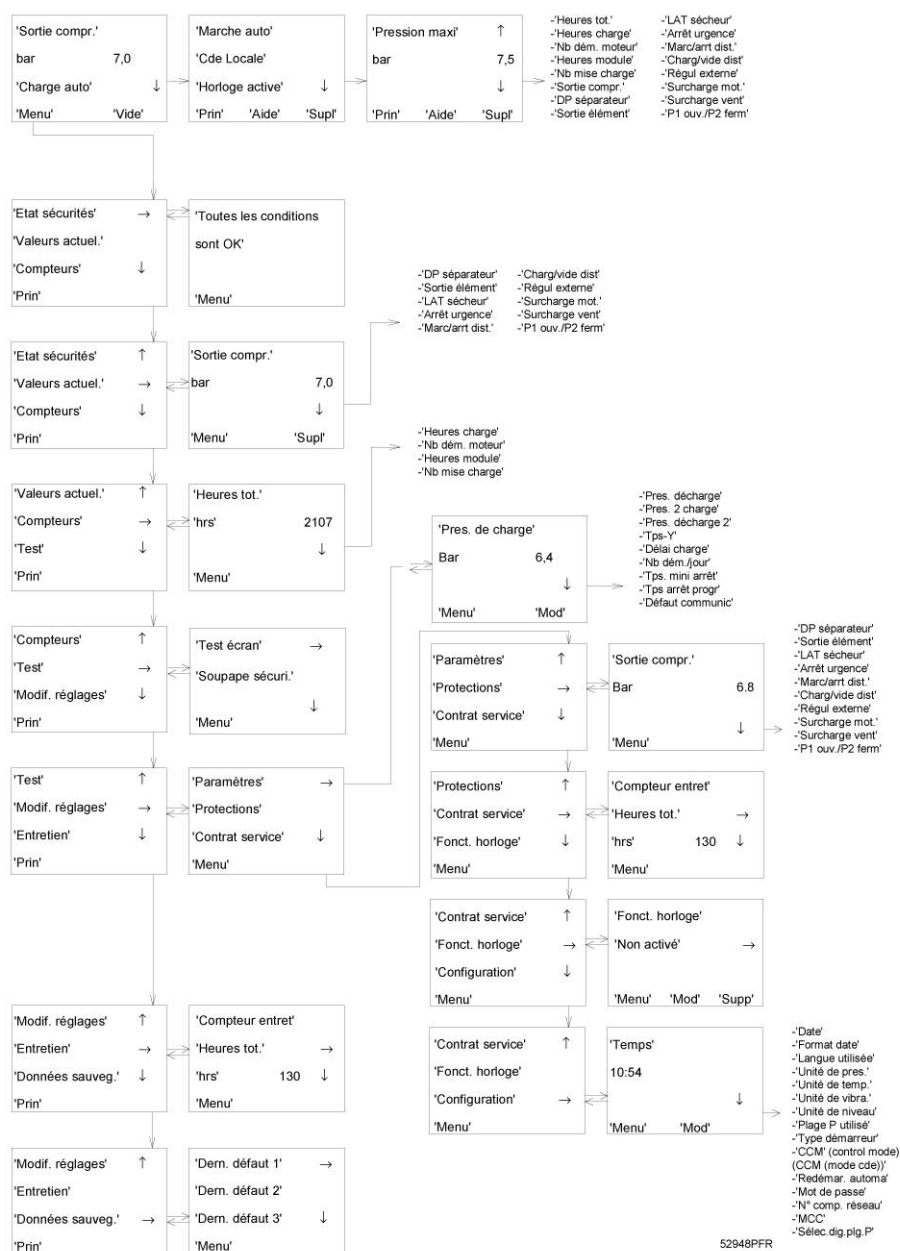 'Sortie compr.'
bar 7,0
'Charge auto' ↓
'Menu' 'Vide'
'Marche auto'
'Cde Locale'
'Horloge active' ↓
'Prin' 'Aide' 'Supl'
'Pression maxi' ↑
bar 7,5
↓
'Prin' 'Aide' 'Supl'
-'Heures tot.'
-'Heures charge'
-'Nb dém. moteur'
-'Heures module'
-'Nb mise charge'
-'Sortie compr.'
-'DP séparateur'
-'Sortie élément'
-'LAT sécheur'
-'Arrêt urgence'
-'Marc/arrt dist.'
-'Charg/vide dist'
-'Régul externe'
-'Surcharge mot.'
-'Surcharge vent'
-'P1 ouv./P2 ferm'
'Etat sécurités' →
'Valeurs actuel.'
'Compteurs' ↓
'Prin'
'Toutes les conditions
sont OK'
'Menu'
'Etat sécurités' ↑
'Valeurs actuel.' →
'Compteurs' ↓
'Prin'
'Sortie compr.'
bar 7,0
↓
'Menu' 'Supl'
-'DP séparateur'
-'Sortie élément'
-'LAT sécheur'
-'Arrêt urgence'
-'Marc/arrt dist.'
-'Charg/vide dist'
-'Régul externe'
-'Surcharge mot.'
-'Surcharge vent'
-'P1 ouv./P2 ferm'
'Valeurs actuel.' ↑
'Compteurs' →
'Test' ↓
'Prin'
'Heures tot.'
'hrs' 2107
↓
'Menu'
-'Heures charge'
-'Nb dém. moteur'
-'Heures module'
-'Nb mise charge'
'Compteurs' ↑
'Test' →
'Modif. réglages' ↓
'Prin'
'Test écran' →
'Soupape sécuri.'
↓
'Menu'
'Test' ↑
'Modif. réglages' →
'Entretien' ↓
'Prin'
'Paramètres' →
'Protections'
'Contrat service' ↓
'Menu'
'Pres. de charge'
Bar 6,4
↓
'Menu' 'Mod'
-'Pres. décharge'
-'Pres. 2 charge'
-'Pres. décharge 2'
-'Tps-Y'
-'Délai charge'
-'Nb dém./jour'
-'Tps. mini arrêt'
-'Tps arrêt progr'
-'Défaut communic'
'Paramètres' ↑
'Protections' →
'Contrat service' ↓
'Menu'
'Sortie compr.'
Bar 6.8
↓
'Menu'
-'DP séparateur'
-'Sortie élément'
-'LAT sécheur'
-'Arrêt urgence'
-'Marc/arrt dist.'
-'Charg/vide dist'
-'Régul externe'
-'Surcharge mot.'
-'Surcharge vent'
-'P1 ouv./P2 ferm'
'Protections' ↑
'Contrat service' →
'Fonct. horloge' ↓
'Menu'
'Compteur entret'
'Heures tot.' →
'hrs' 130 ↓
'Menu'
'Contrat service' ↑
'Fonct. horloge' →
'Configuration' ↓
'Menu'
'Fonct. horloge'
'Non activé' →
'Menu' 'Mod' 'Supp'
'Contrat service' ↑
'Fonct. horloge'
'Configuration' →
'Menu'
'Temps'
10:54
↓
'Menu' 'Mod'
-'Date'
-'Format date'
-'Langue utilisée'
-'Unité de pres.'
-'Unité de temp.'
-'Unité de vibra.'
-'Unité de niveau'
-'Plage P utilisé'
-'Type démarreur'
-'CCM' (control mode)
(CCM (mode cde))'
-'Redémar. automa'
-'Mot de passe'
-'N° comp. réseau'
-'MCC'
-'Sélec.dig.plg.P'
'Modif. réglages' ↑
'Entretien' →
'Données sauveg.' ↓
'Prin'
'Compteur entret'
'Heures tot.' →
'hrs' 130 ↓
'Menu'
'Modif. réglages' ↑
'Entretien'
'Données sauveg.' →
'Prin'
'Dern. défaut 1' →
'Dern. défaut 2'
'Dern. défaut 3' ↓
'Menu'
52948PFR